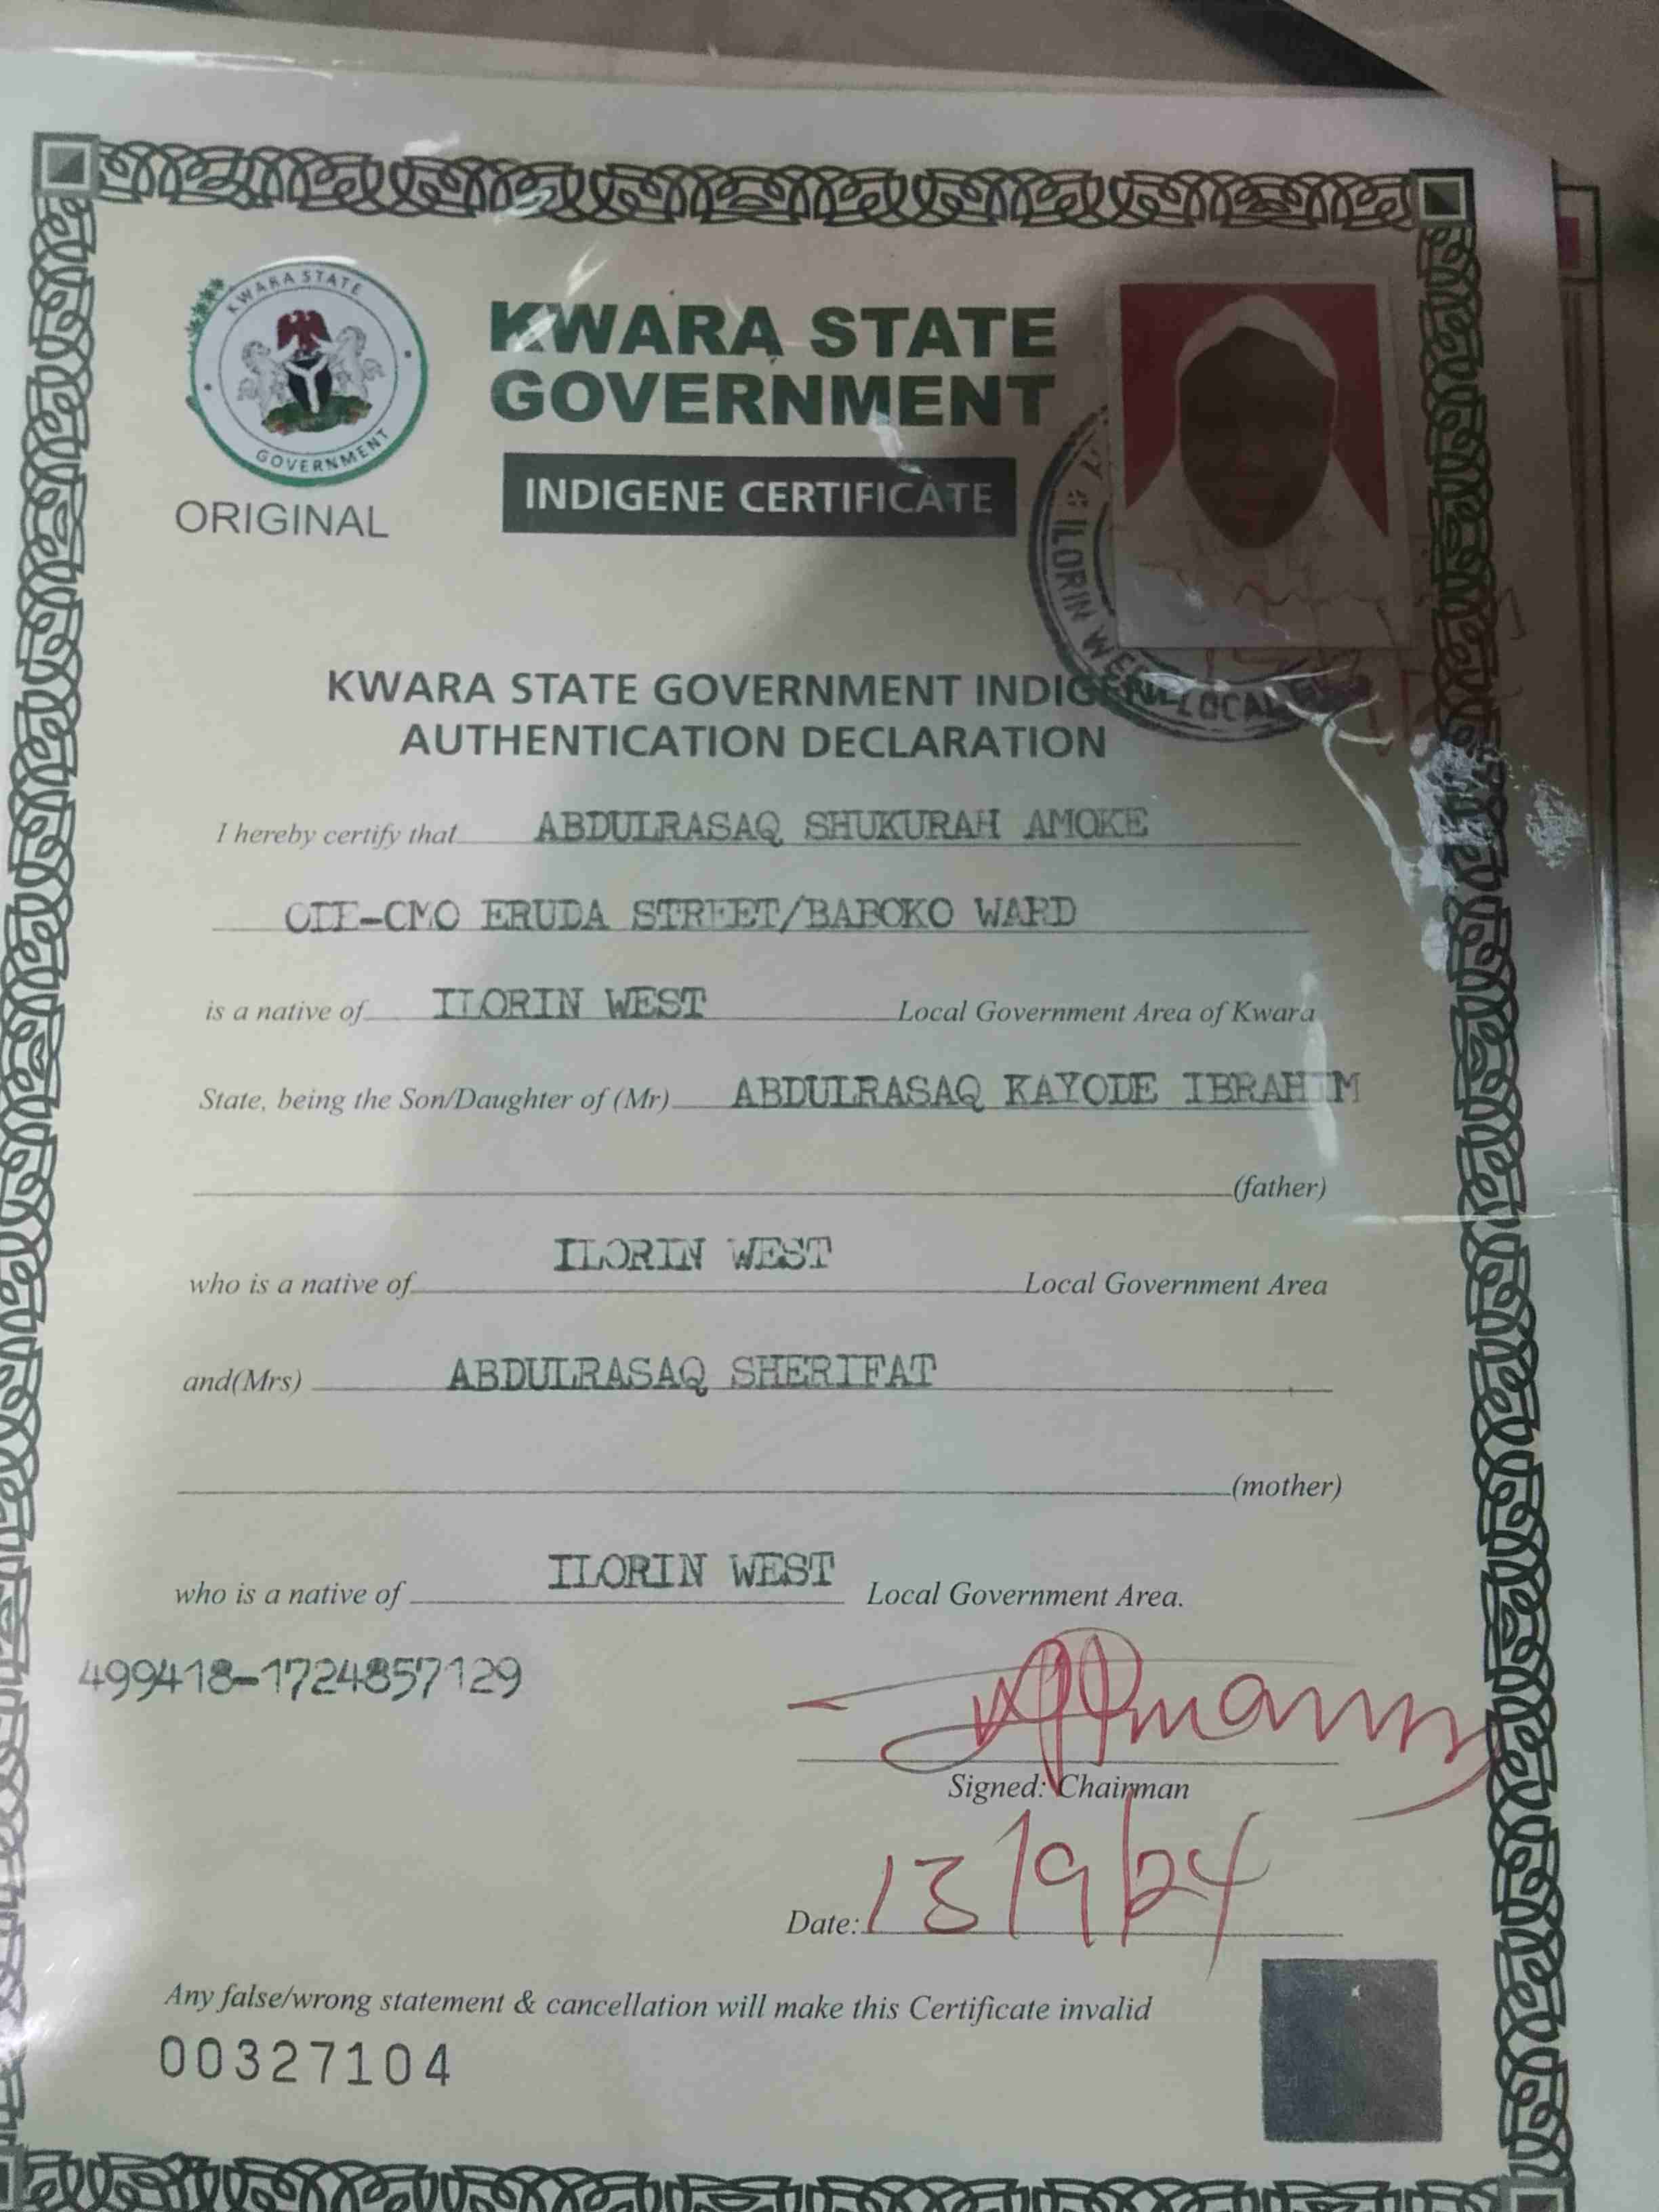 KWARA STATE
GOVERNMENT
KWARA STATE
GOVERNMENT
ORIGINAL
INDIGENE CERTIFICATE
ILORIN WEST LOCAL
KWARA STATE GOVERNMENT INDIGENE
AUTHENTICATION DECLARATION
I hereby certify that ABDULRASAQ SHUKURAH AMOKE
ERUDA STREET/BABOKO WARD
is a native of ILORIN WEST Local Government Area of Kwara
State, being the Son/Daughter of (Mr) ABDULRASAQ KAYODE IBRAHIM
(father)
who is a native of ILORIN WEST Local Government Area
and(Mrs) ABDULRASAQ SHERIFAT
(mother)
who is a native of ILORIN WEST Local Government Area.
499418-1724857129
Signed: Chairman
Date: 13/9/24
Any false/wrong statement & cancellation will make this Certificate invalid
00327104